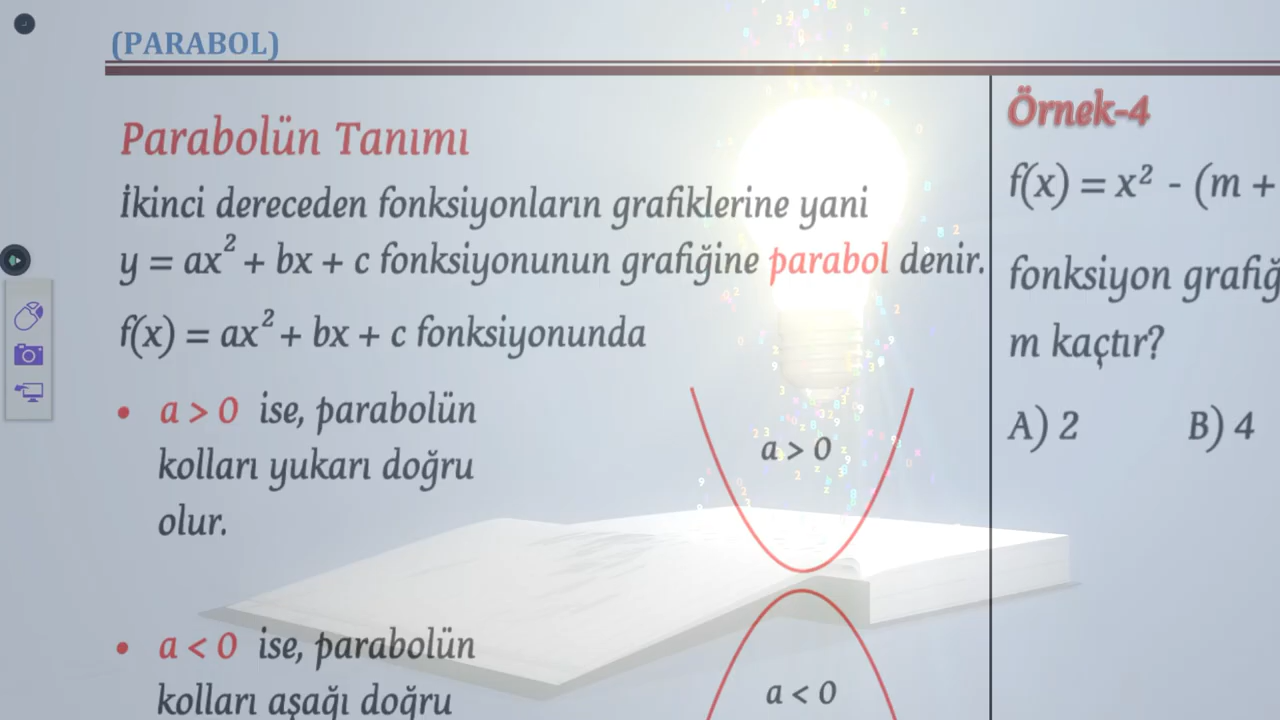 (PARABOL)
Parabolün Tanımı
İkinci dereceden fonksiyonların grafiklerine yani
y = ax² + bx + c fonksiyonunun grafiğine parabol denir.
f(x) = ax² + bx + c fonksiyonunda
• a > 0 ise, parabolün
kolları yukarı doğru
olur.
a > 0
• a < 0 ise, parabolün
kolları aşağı doğru
a < 0
Örnek-4
f(x) = x² - (m +
fonksiyon grafiğ
m kaçtır?
A) 2 B) 4